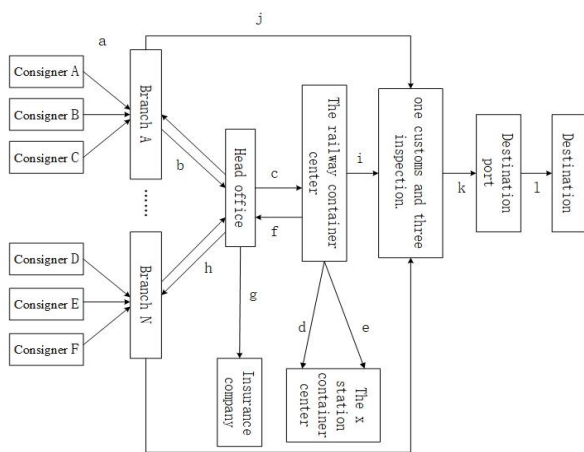 a
j
Consigner A
Consigner B
Consigner C
Branch A
b
......
Head office
c
f
The railway container
center
i
one customs and three
inspection.
k
Destination
port
l
Destination
Consigner D
Consigner E
Consigner F
Branch N
h
g
d
e
Insurance
company
The x
station
container
center